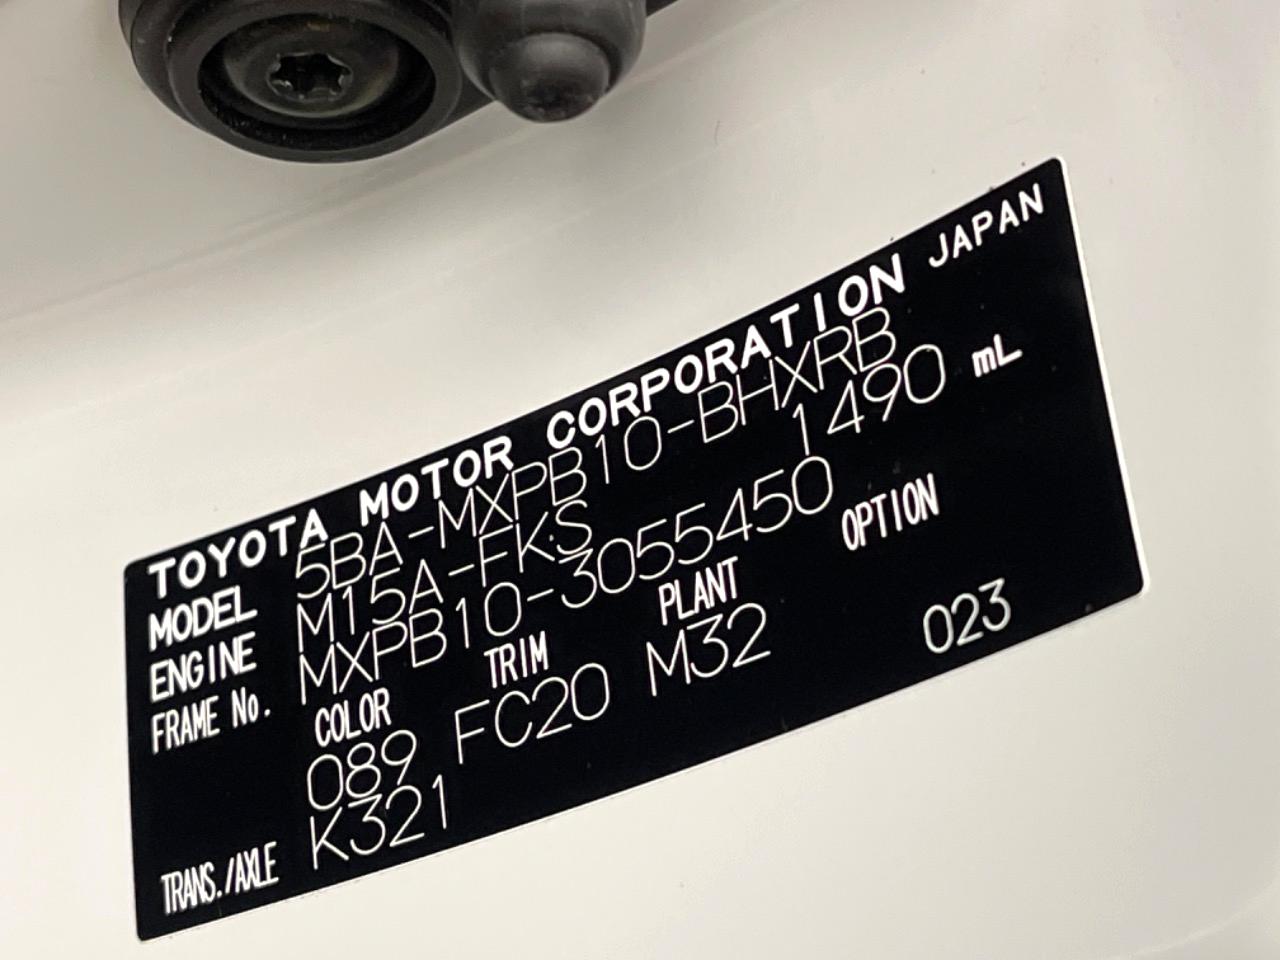 TOYOTA MOTOR CORPORATION JAPAN
MODEL 5BA-MXPB10-BHXRB
ENGINE M15A-FKS 1490 mL
FRAME No. MXPB10-3055450
COLOR TRIM PLANT OPTION
089 FC20 M32 023
TRANS./AXLE K321